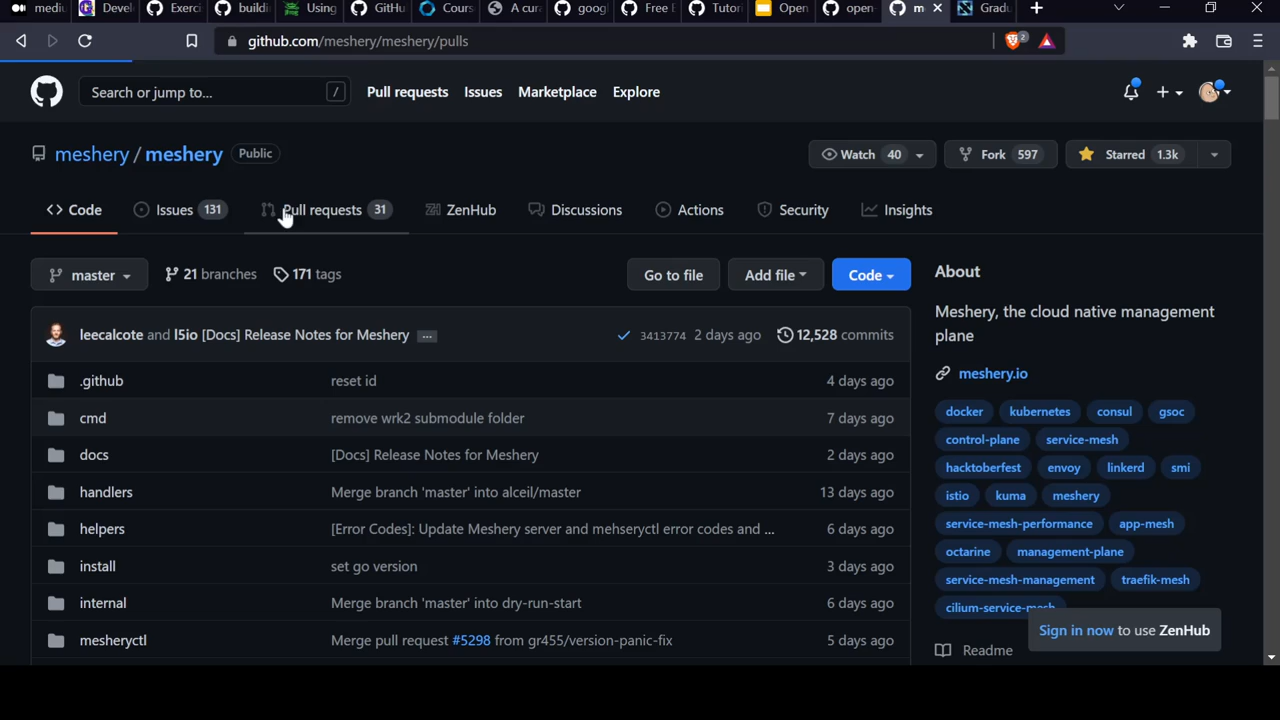 mediu Devel Exerci buildi Using GitHu Cours A cura googl Free E Tutori Open open- m Gradu
github.com/meshery/meshery/pulls 2
Search or jump to... / Pull requests Issues Marketplace Explore
meshery / meshery Public Watch 40 Fork 597 Starred 1.3k
Code Issues 131 Pull requests 31 ZenHub Discussions Actions Security Insights
master 21 branches 171 tags Go to file Add file Code About
Meshery, the cloud native management
plane
leecalcote and l5io [Docs] Release Notes for Meshery ... 3413774 2 days ago 12,528 commits
meshery.io
.github reset id 4 days ago
docker kubernetes consul gsoc
cmd remove wrk2 submodule folder 7 days ago
control-plane service-mesh
docs [Docs] Release Notes for Meshery 2 days ago
hacktoberfest envoy linkerd smi
handlers Merge branch 'master' into alceil/master 13 days ago
istio kuma meshery
helpers [Error Codes]: Update Meshery server and mehseryctl error codes and ... 6 days ago
service-mesh-performance app-mesh
octarine management-plane
install set go version 3 days ago
service-mesh-management traefik-mesh
internal Merge branch 'master' into dry-run-start 6 days ago
cilium-service-mesh
Sign in now to use ZenHub
mesheryctl Merge pull request #5298 from gr455/version-panic-fix 5 days ago
Readme